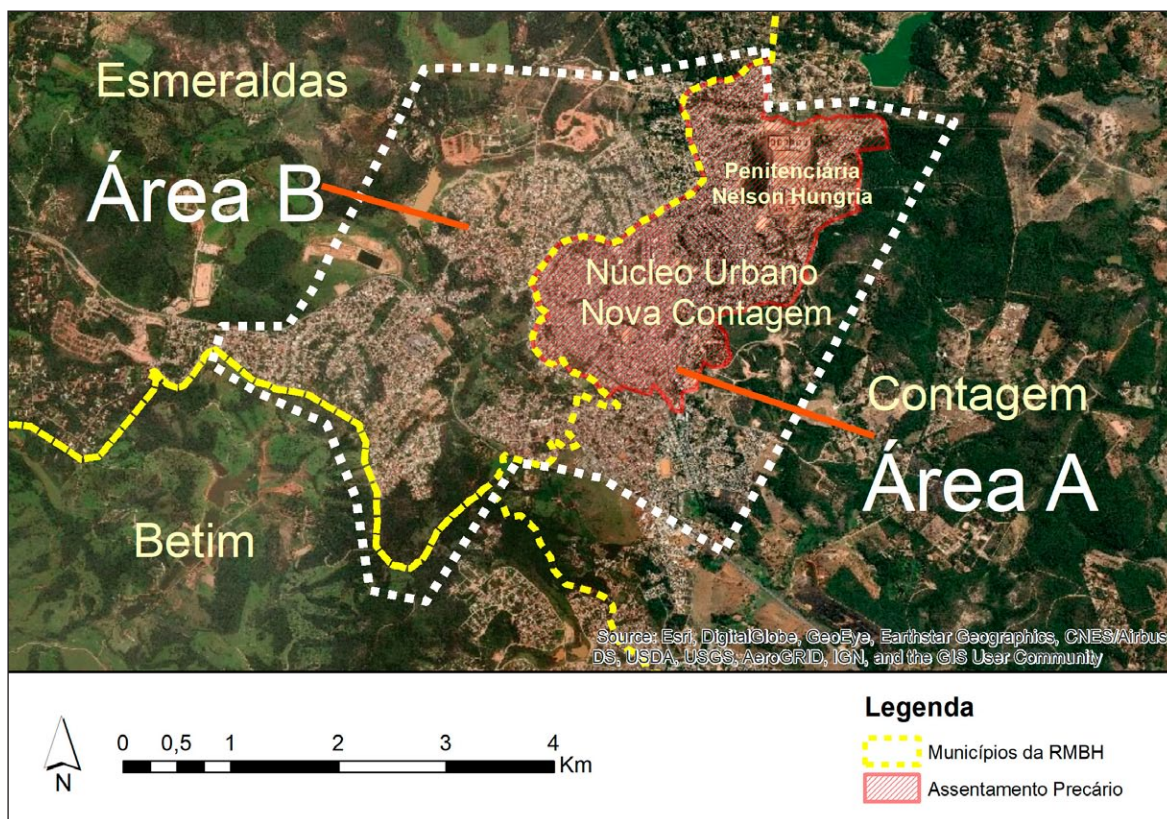 Esmeraldas
Área B
Penitenciária
Nelson Hungria
Núcleo Urbano
Nova Contagem
Contagem
Área A
Betim
Source: Esri, DigitalGlobe, GeoEye, Earthstar Geographics, CNES/Airbus
DS, USDA, USGS, AeroGRID, IGN, and the GIS User Community
N
0 0,5 1 2 3 4
Km
Legenda
Municípios da RMBH
Assentamento Precário